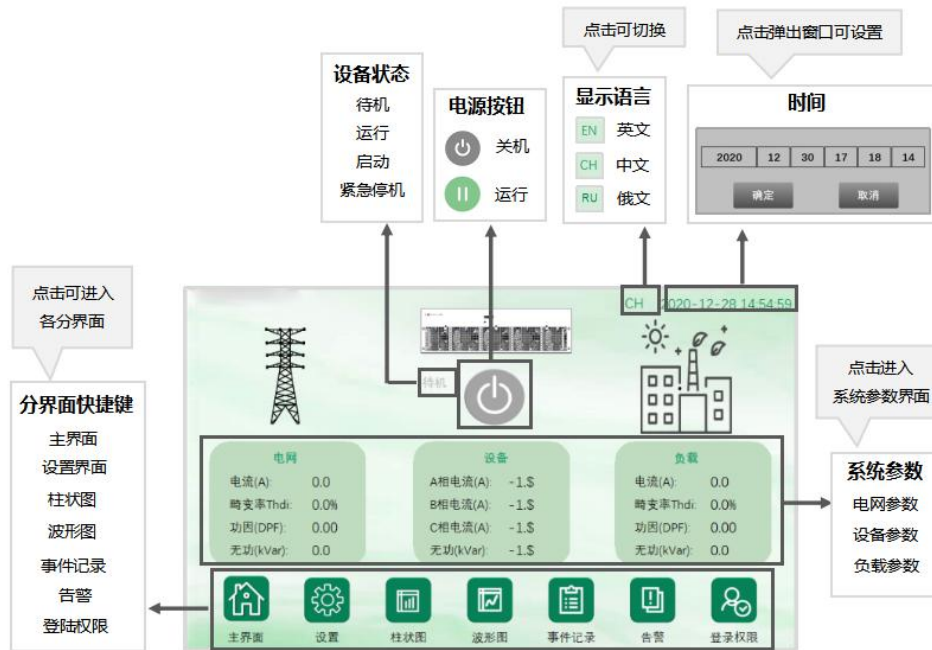 点击可切换
点击弹出窗口可设置
设备状态
待机
运行
启动
紧急停机
电源按钮
关机
运行
显示语言
EN 英文
CH 中文
RU 俄文
时间
2020 12 30 17 18 14
确定 取消
点击可进入
各分界面
分界面快捷键
主界面
设置界面
柱状图
波形图
事件记录
告警
登陆权限
CH 2020-12-28 14:54:59
待机
电网
电流(A): 0.0
畸变率Thdi: 0.0%
功因(DPF): 0.00
无功(kVar): 0.0
设备
A相电流(A): -1.$
B相电流(A): -1.$
C相电流(A): -1.$
无功(kVar): -1.$
负载
电流(A): 0.0
畸变率Thdi: 0.0%
功因(DPF): 0.00
无功(kVar): 0.0
主界面 设置 柱状图 波形图 事件记录 告警 登录权限
点击进入
系统参数界面
系统参数
电网参数
设备参数
负载参数